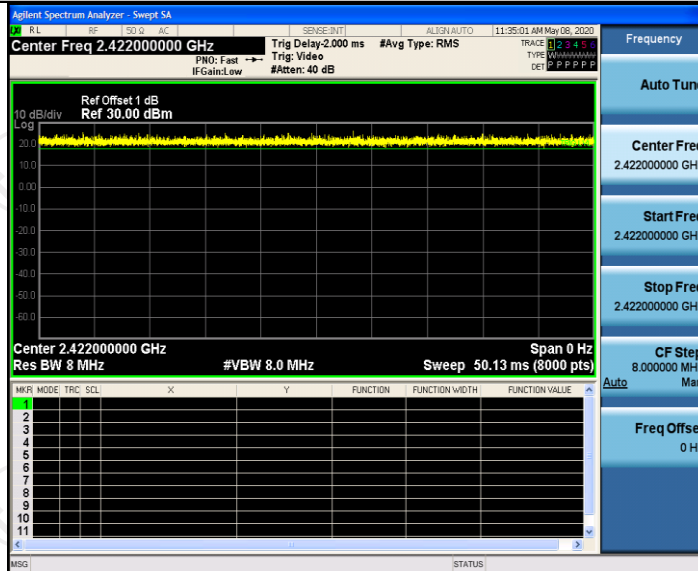 Agilent Spectrum Analyzer - Swept SA
RL RF 50 Ω AC SENSE:INT ALIGN AUTO 11:35:01 AM May 08, 2020
Center Freq 2.422000000 GHz
PNO: Fast
IFGain:Low
Trig Delay-2.000 ms
Trig: Video
#Atten: 40 dB
#Avg Type: RMS
TRACE 1 2 3 4 5 6
TYPE
DET P P P P P P
Ref Offset 1 dB
10 dB/div Ref 30.00 dBm
Log
20.0
10.0
0.00
-10.0
-20.0
-30.0
-40.0
-50.0
-60.0
Center 2.422000000 GHz Span 0 Hz
Res BW 8 MHz #VBW 8.0 MHz Sweep 50.13 ms (8000 pts)
MKR MODE TRC SCL X Y FUNCTION FUNCTION WIDTH FUNCTION VALUE
1
2
3
4
5
6
7
8
9
10
11
MSG STATUS
Frequency
Auto Tun
Center Fre
2.422000000 GH
Start Fre
2.422000000 GH
Stop Fre
2.422000000 GH
CF Ste
8.000000 MH
Auto Ma
Freq Offse
0 H